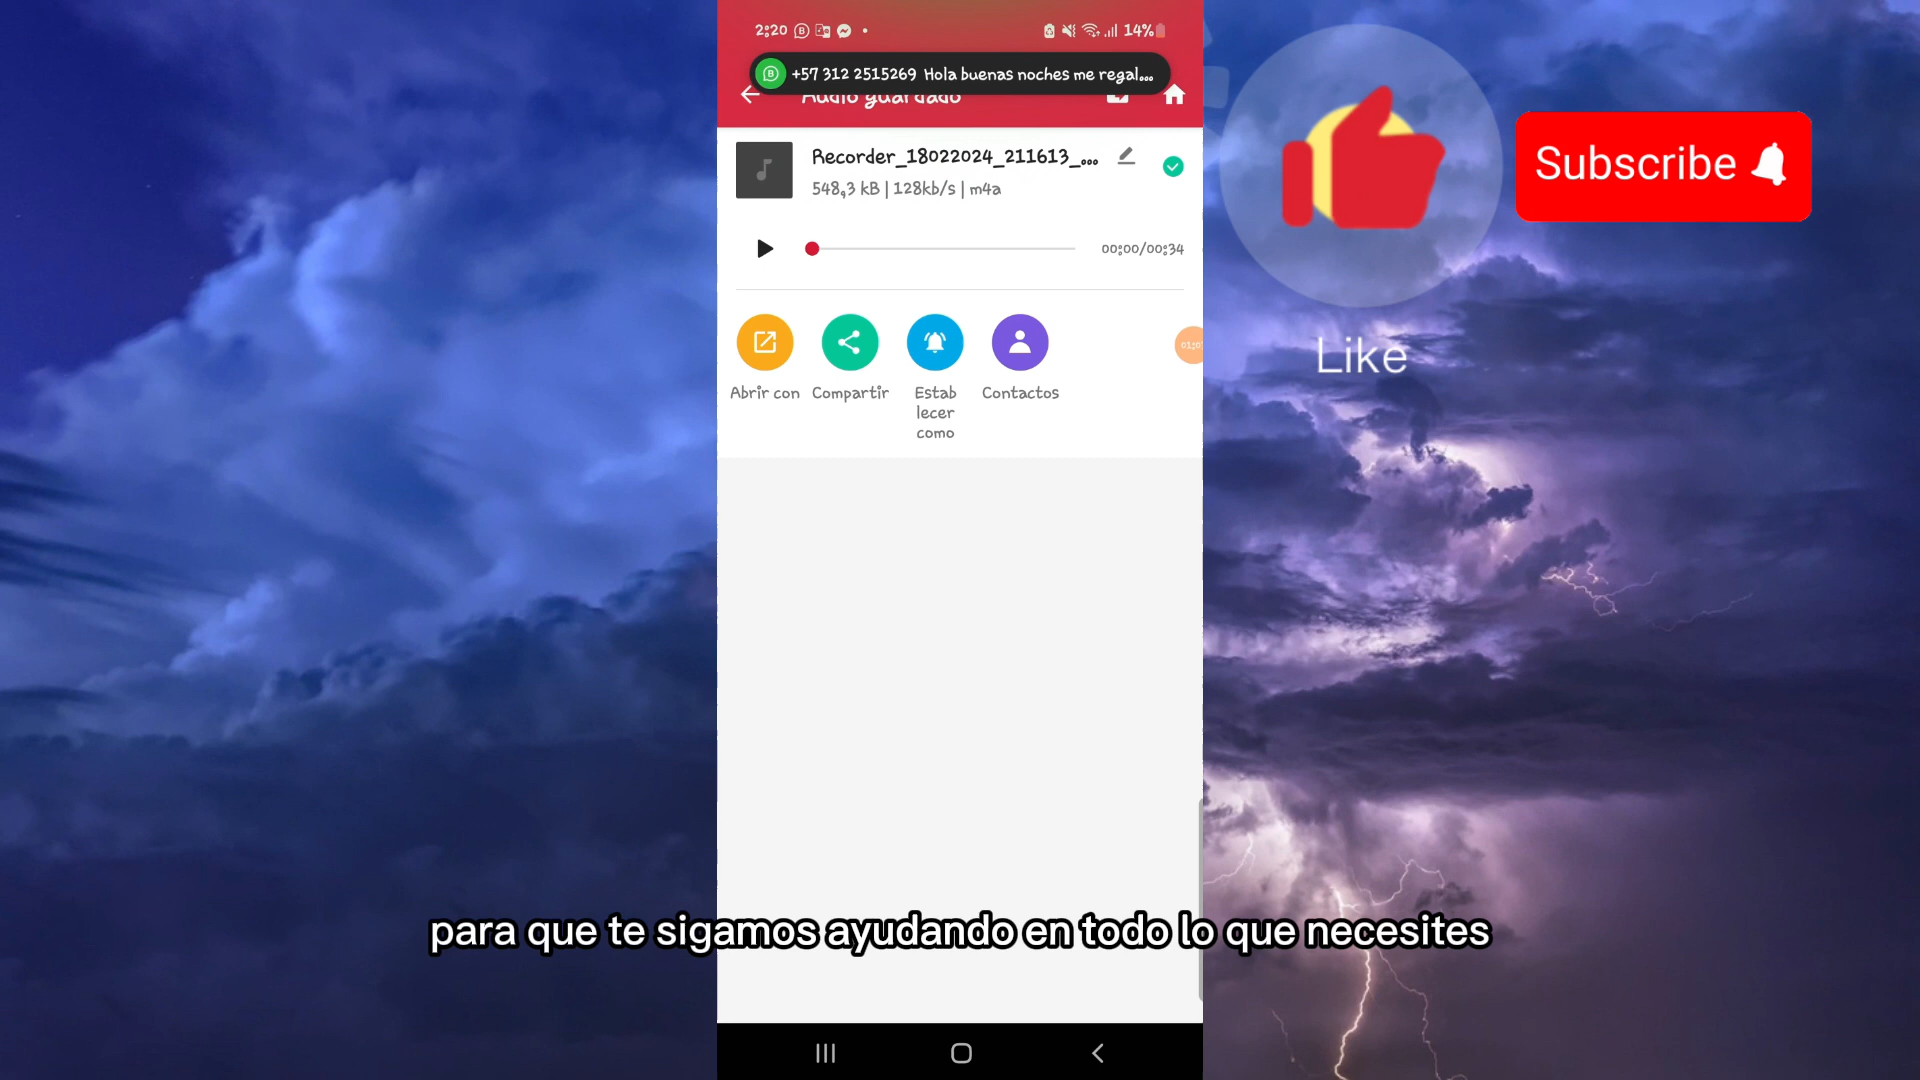 2:20
14%
+57 312 2515269 Hola buenas noches me regal...
Audio guardado
Recorder_18022024_211613_...
548,3 kB | 128kb/s | m4a
00:00/00:34
Abrir con
Compartir
Estab
lecer
como
Contactos
Subscribe
Like
para que te sigamos ayudando en todo lo que necesites